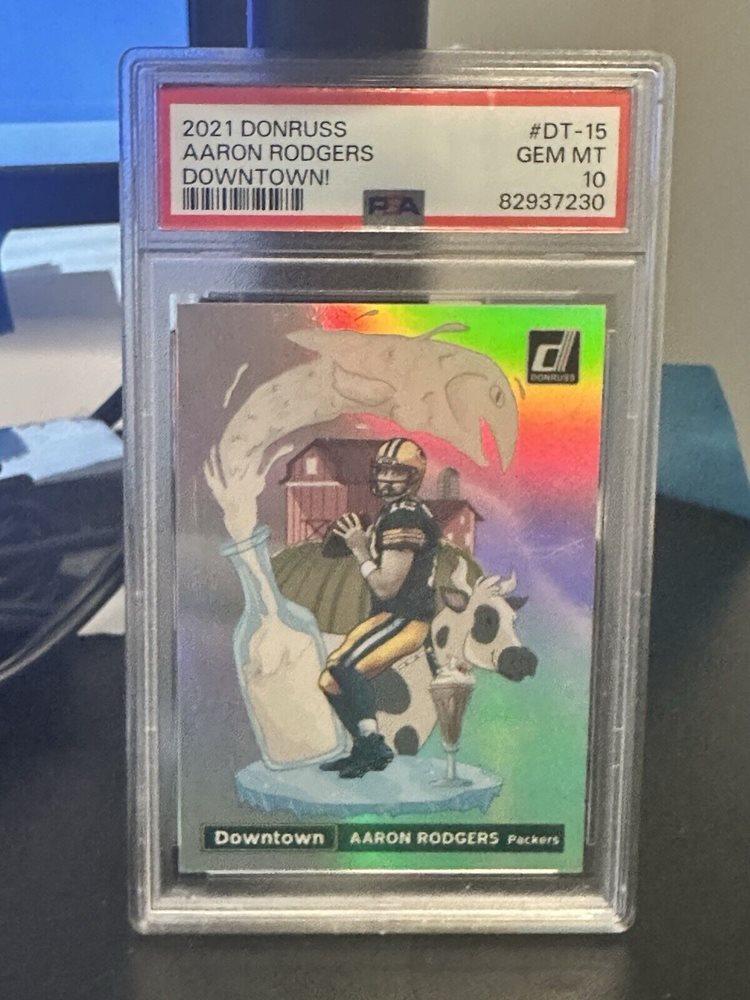 2021 DONRUSS #DT-15
AARON RODGERS GEM MT
DOWNTOWN! 10
PSA 82937230
d
DONRUSS
Downtown AARON RODGERS Packers